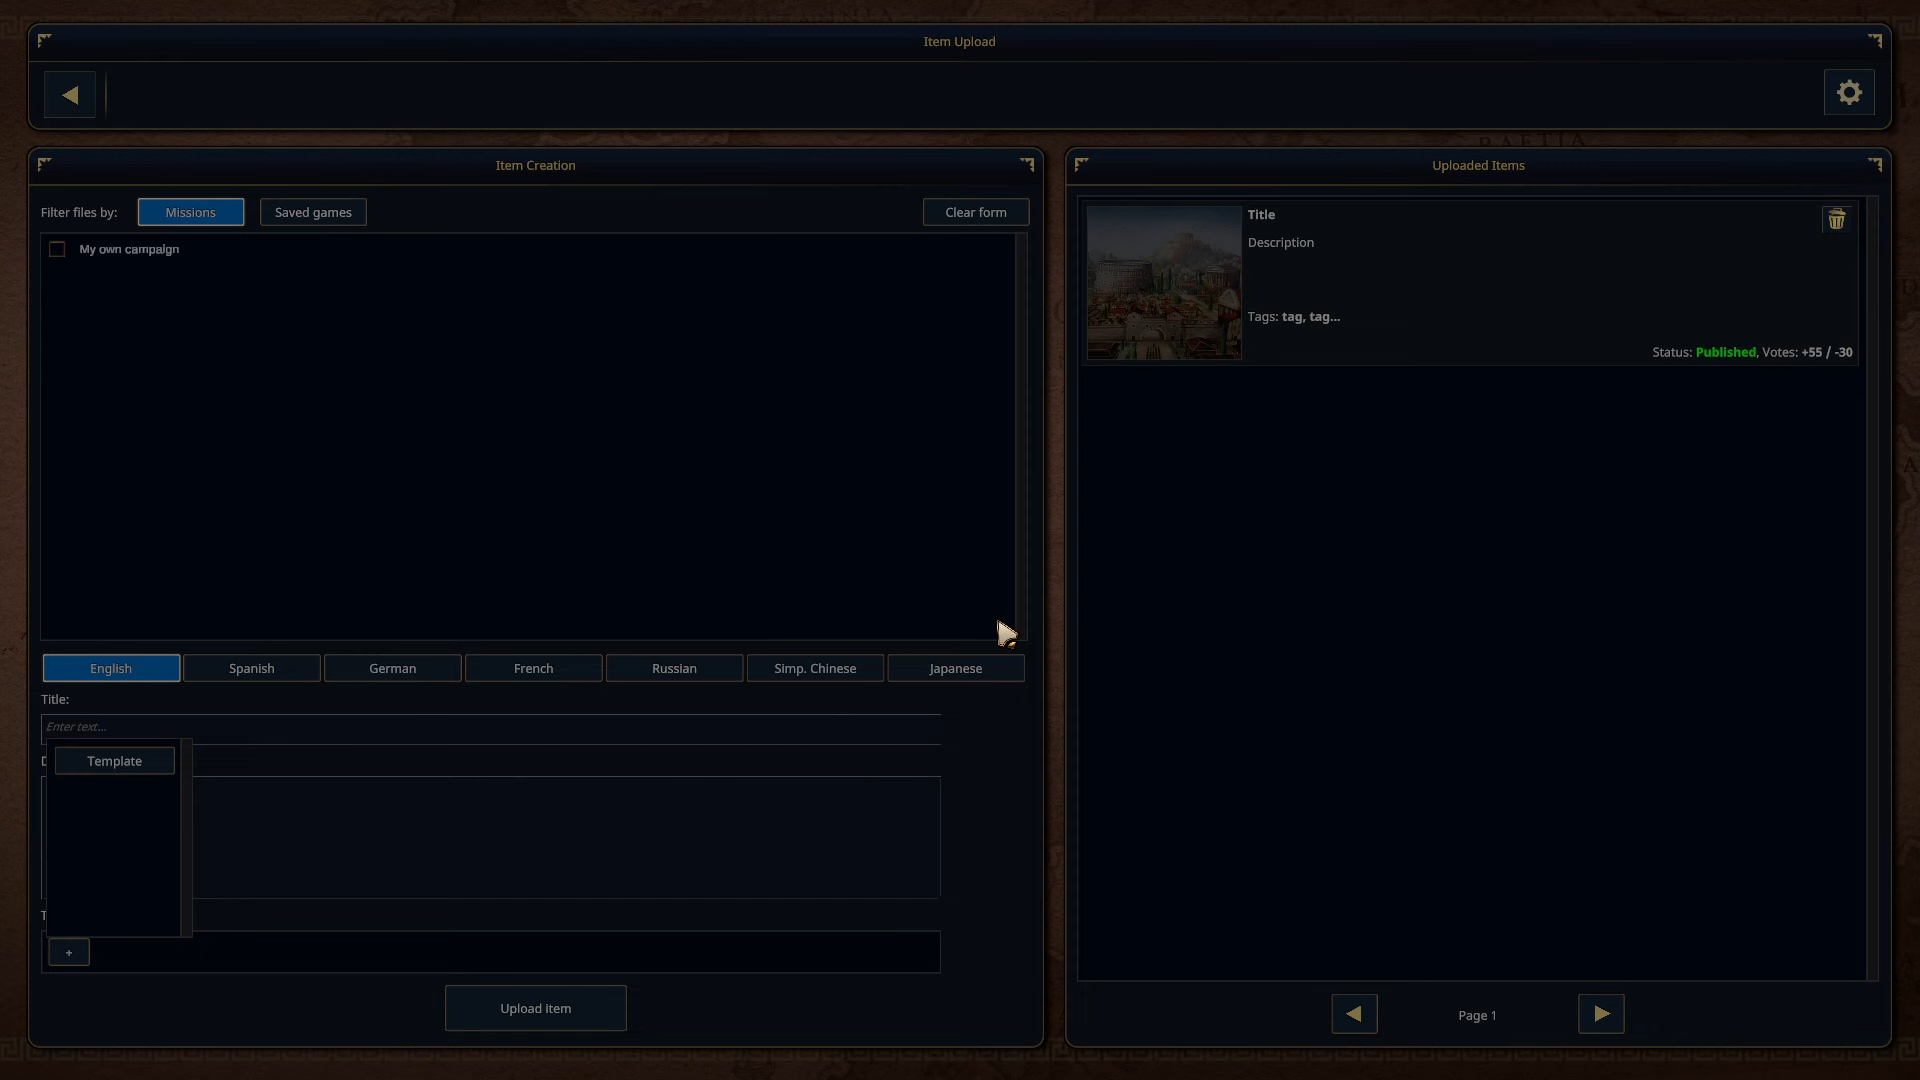 Item Upload
Item Creation
Uploaded Items
Filter files by:
Missions
Saved games
Clear form
My own campaign
English
Spanish
German
French
Russian
Simp. Chinese
Japanese
Title:
Enter text...
Template
+
Upload item
Title
Description
Tags: tag, tag...
Status: Published, Votes: +55 / -30
Page 1